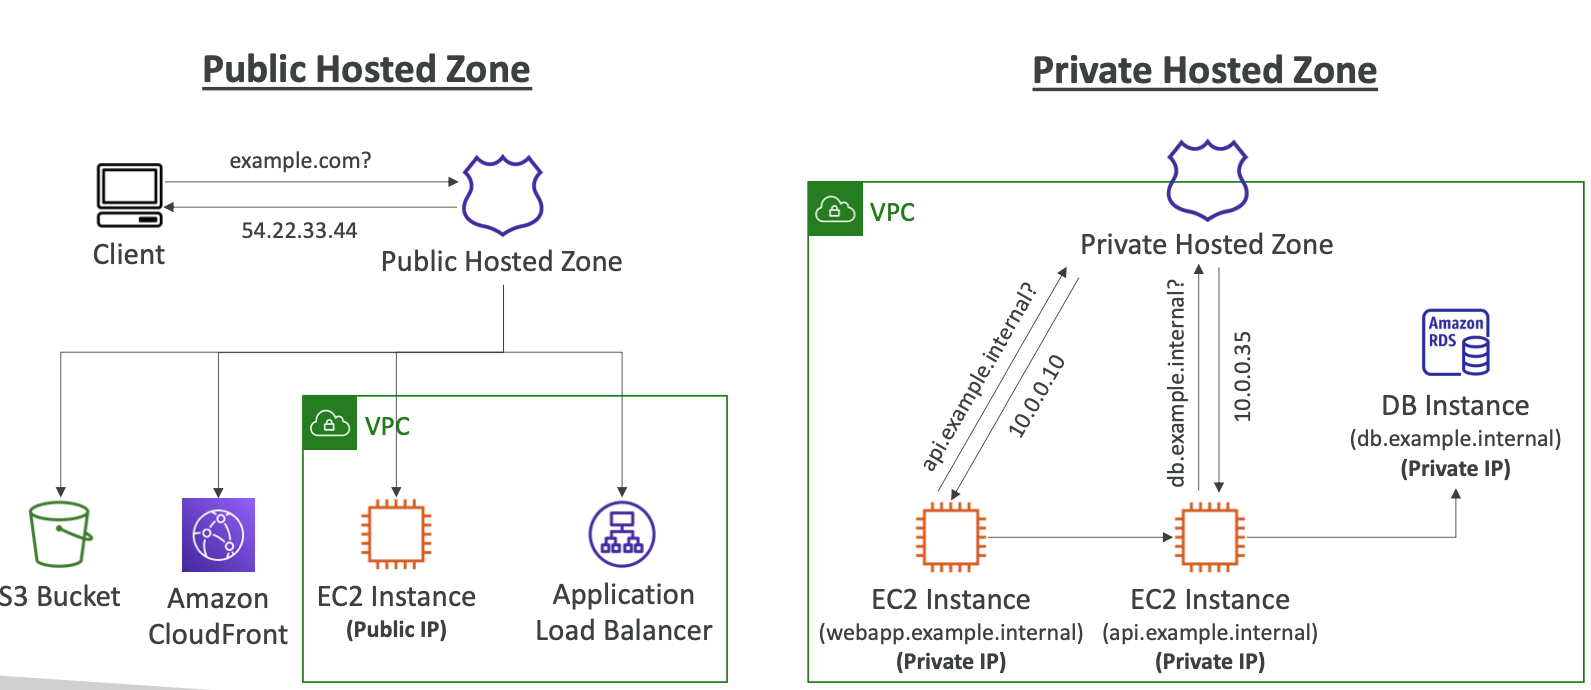 Public Hosted Zone
example.com?
54.22.33.44
Client
Public Hosted Zone
VPC
S3 Bucket
Amazon
CloudFront
EC2 Instance
(Public IP)
Application
Load Balancer
Private Hosted Zone
VPC
Private Hosted Zone
api.example.internal?
10.0.0.10
db.example.internal?
10.0.0.35
Amazon
RDS
DB Instance
(db.example.internal)
(Private IP)
EC2 Instance
(webapp.example.internal)
(Private IP)
EC2 Instance
(api.example.internal)
(Private IP)